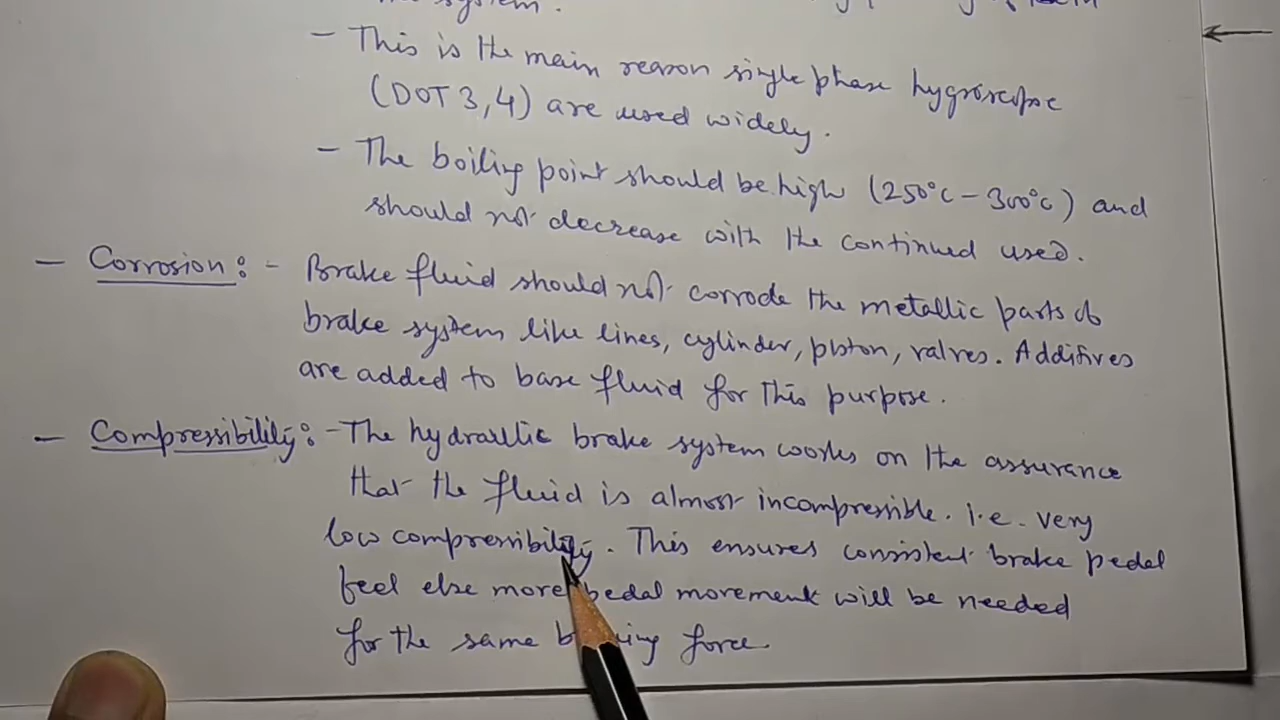 system.
- This is the main reason single phase hygroscopic
(DOT 3,4) are used widely.
- The boiling point should be high (250°C - 300°C) and
should not decrease with the continued used.
- Corrosion: - Brake fluid should not corrode the metallic parts of
brake system like lines, cylinder, piston, valves. Additives
are added to base fluid for this purpose.
- Compressibility: - The hydraulic brake system works on the assurance
that the fluid is almost incompressible. i.e. very
low compressibility. This ensures consistent brake pedal
feel else more pedal movement will be needed
for the same force.